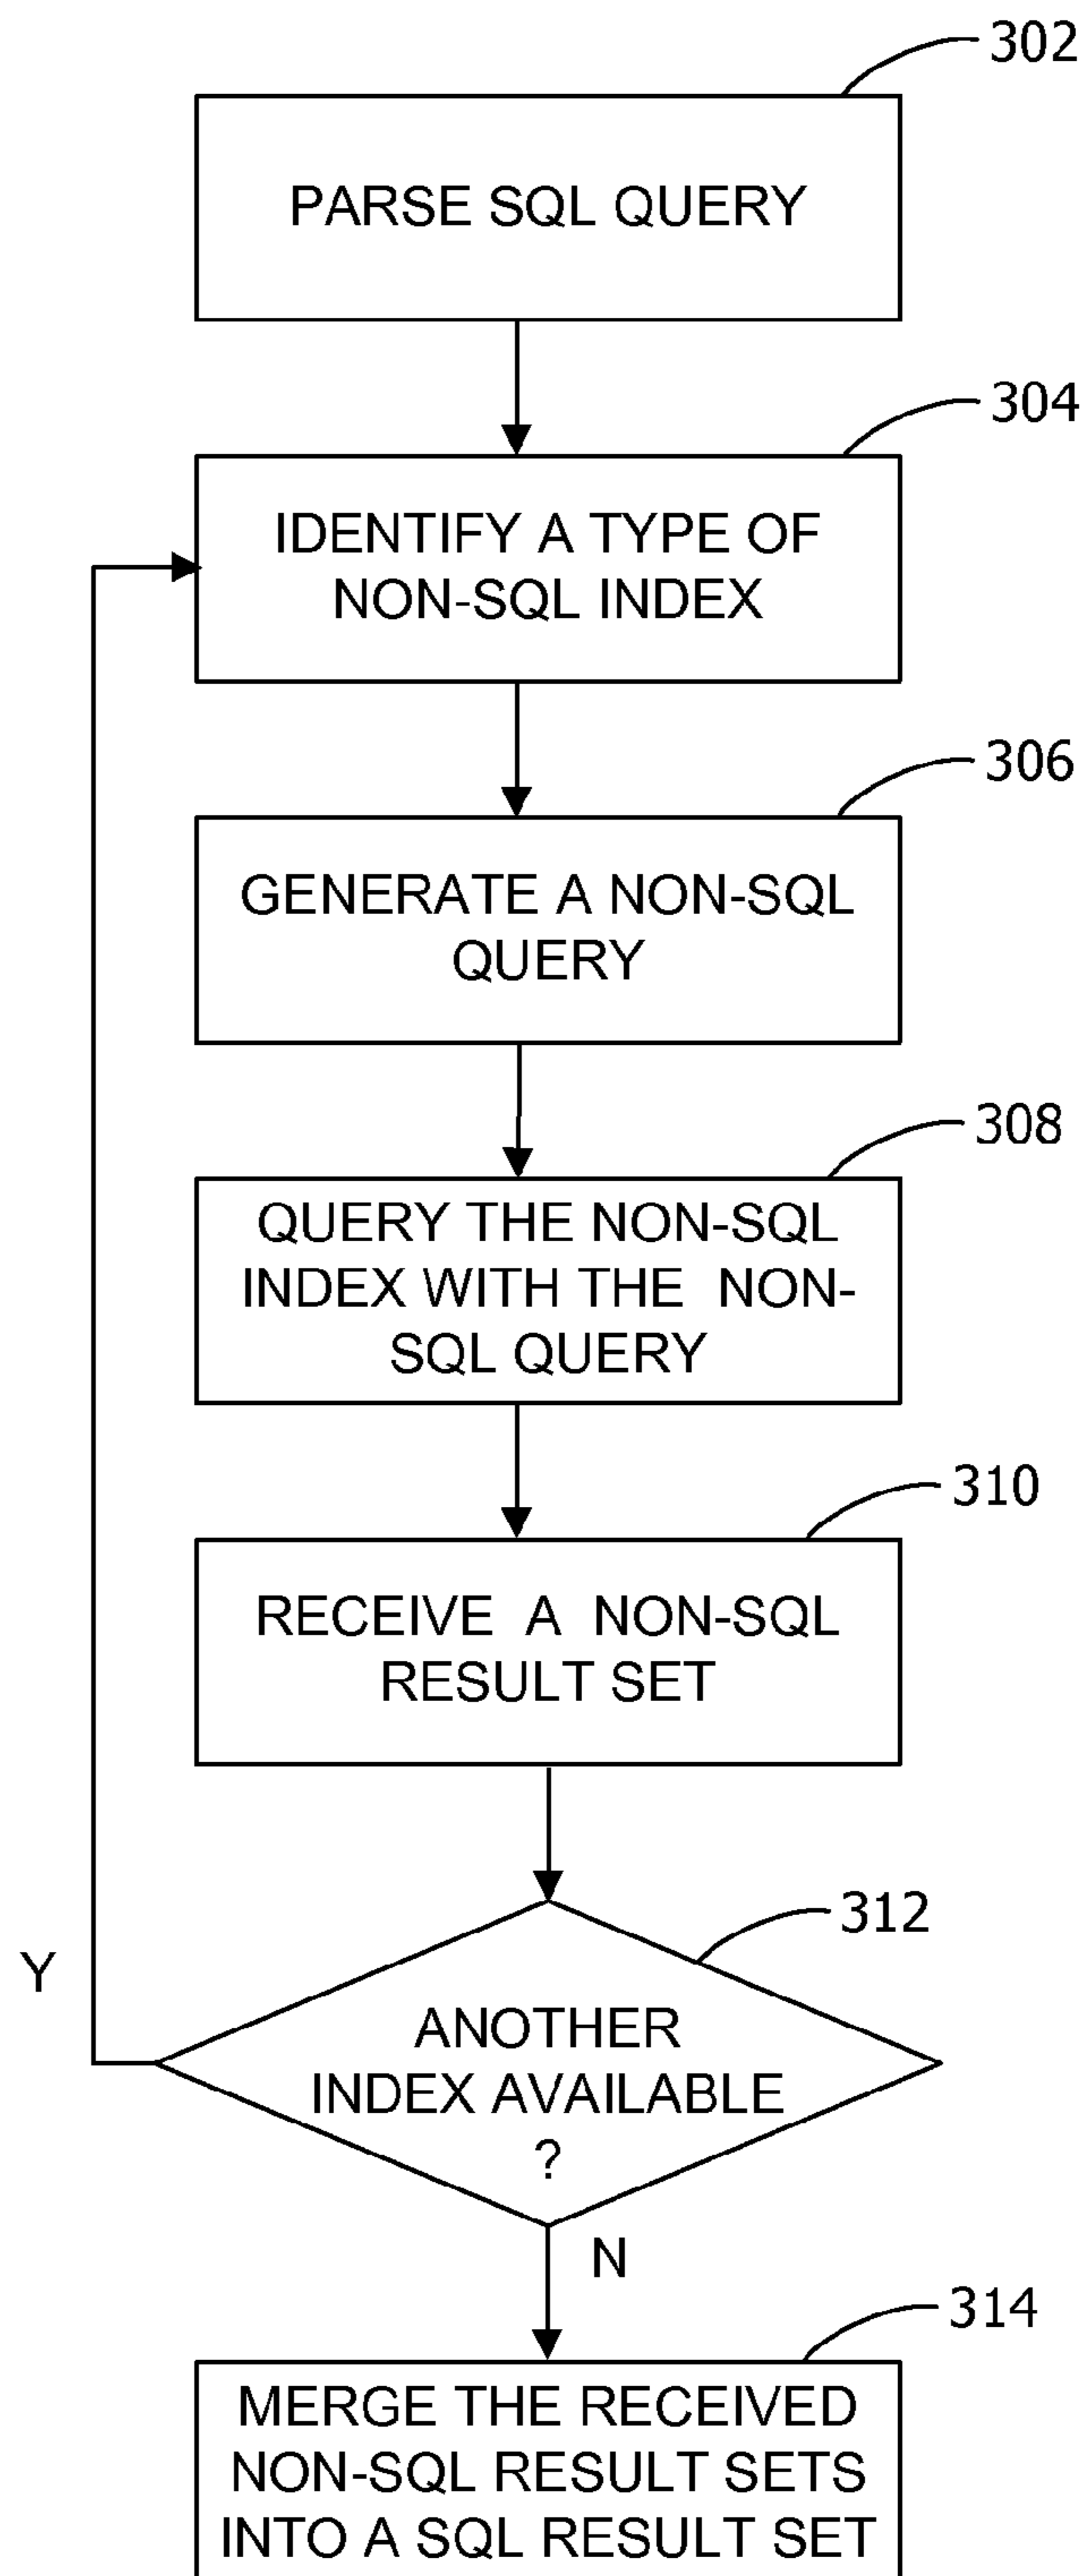 302
PARSE SQL QUERY
304
IDENTIFY A TYPE OF
NON-SQL INDEX
306
GENERATE A NON-SQL
QUERY
308
QUERY THE NON-SQL
INDEX WITH THE NON-
SQL QUERY
310
RECEIVE A NON-SQL
RESULT SET
312
Y
ANOTHER
INDEX AVAILABLE
?
N
314
MERGE THE RECEIVED
NON-SQL RESULT SETS
INTO A SQL RESULT SET